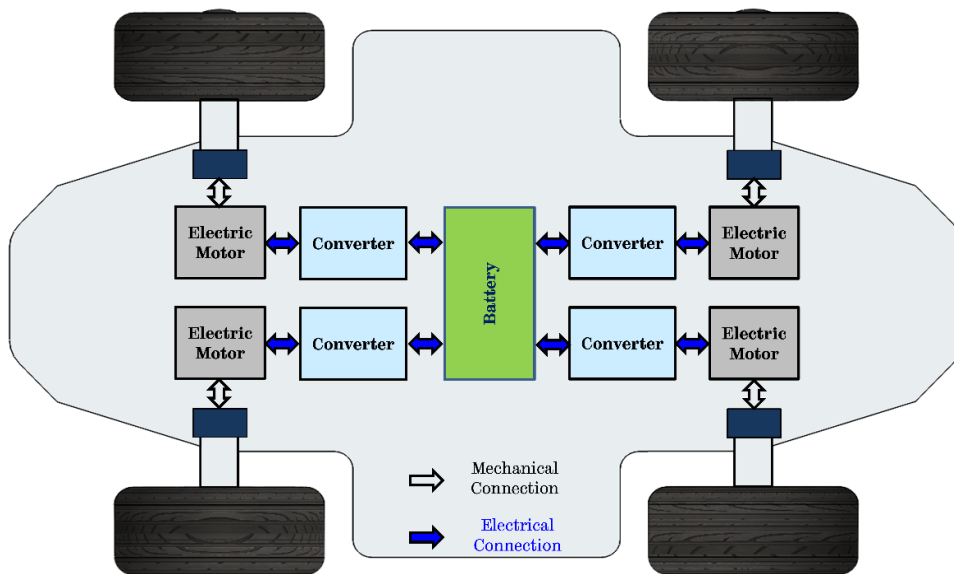 Electric
Motor
Converter
Converter
Electric
Motor
Battery
Electric
Motor
Converter
Converter
Electric
Motor
Mechanical
Connection
Electrical
Connection